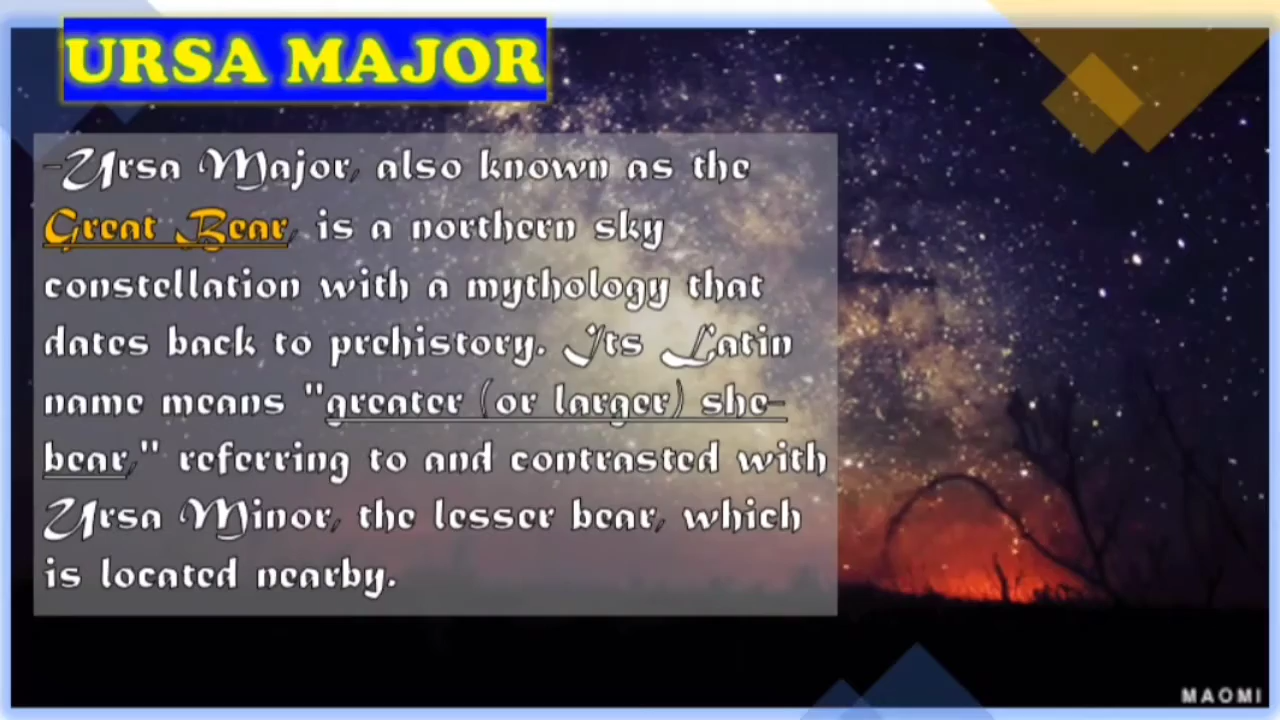 URSA MAJOR
-Ursa Major, also known as the
Great Bear, is a northern sky
constellation with a mythology that
dates back to prehistory. Its Latin
name means "greater (or larger) she-
bear," referring to and contrasted with
Ursa Minor, the lesser bear, which
is located nearby.
MAOMI